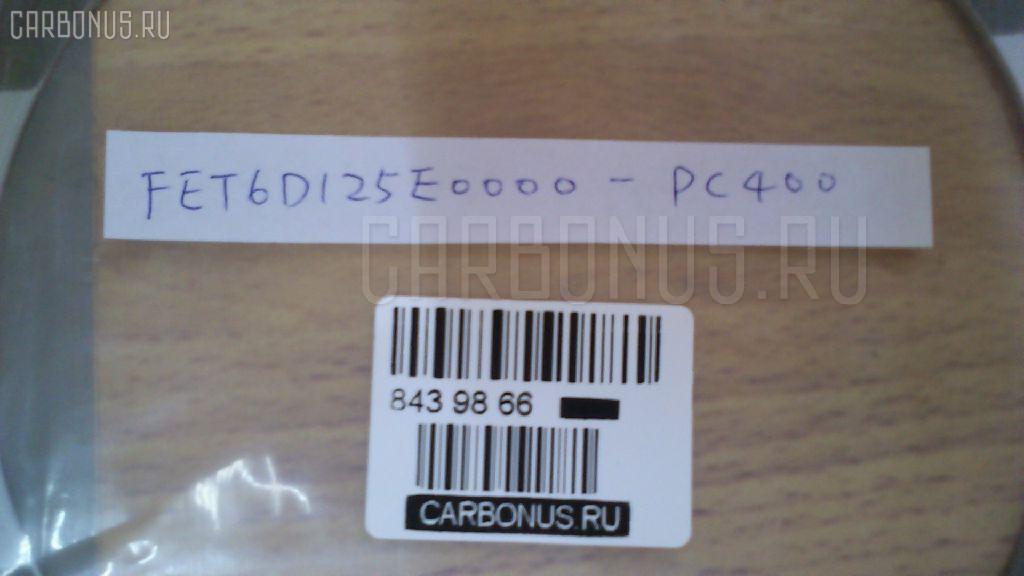 CARBONUS.RU
FET6D125E0000 - PC400
CARBONUS.RU
843 98 66
CARBONUS.RU